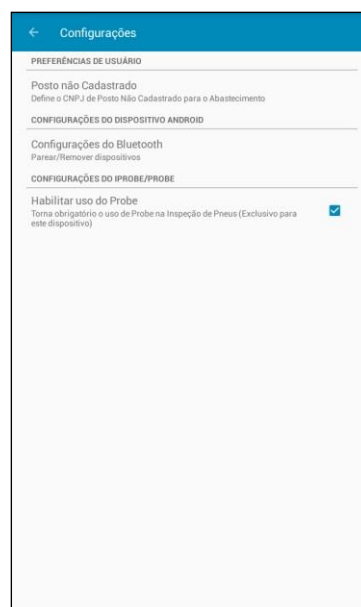 Configurações
PREFERÊNCIAS DE USUÁRIO
Posto não Cadastrado
Define o CNPJ de Posto Não Cadastrado para o Abastecimento
CONFIGURAÇÕES DO DISPOSITIVO ANDROID
Configurações do Bluetooth
Parear/Remover dispositivos
CONFIGURAÇÕES DO IPROBE/PROBE
Habilitar uso do Probe
Torna obrigatório o uso de Probe na Inspeção de Pneus (Exclusivo para
este dispositivo)